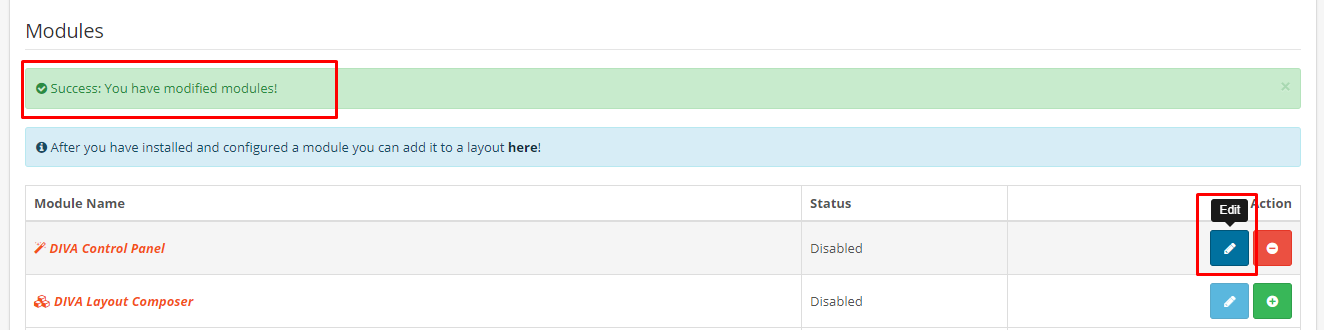 Modules
Success: You have modified modules!
×
After you have installed and configured a module you can add it to a layout here!
Module Name Status Action
Edit
DIVA Control Panel Disabled
DIVA Layout Composer Disabled